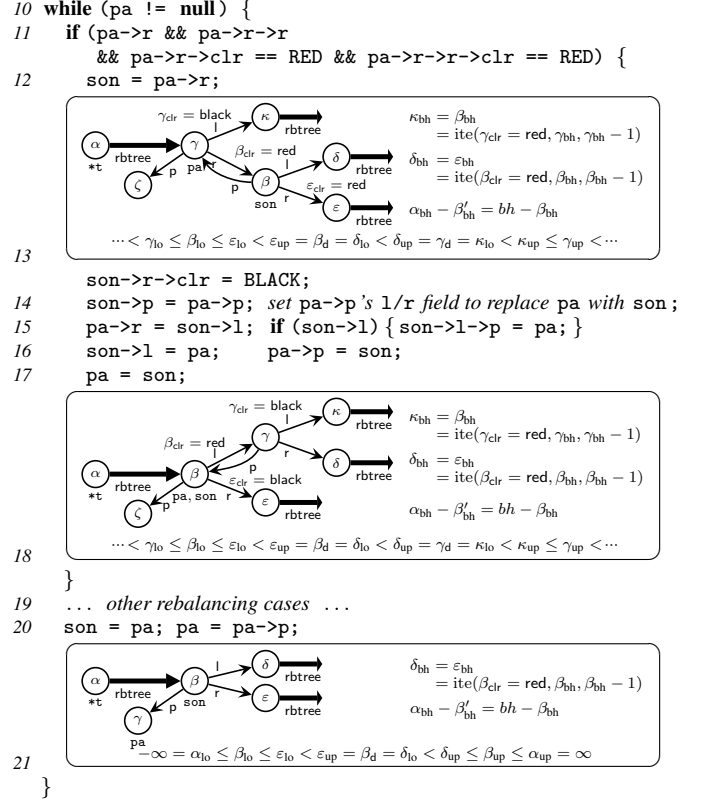 10 while (pa != null) {
11 if (pa->r && pa->r->r
&& pa->r->clr == RED && pa->r->r->clr == RED) {
12 son = pa->r;
γclr = black
l
κ
rbtree
κbh = βbh
= ite(γclr = red, γbh, γbh − 1)
α
rbtree
*t
γ
pa
r
βclr = red
l
δ
rbtree
δbh = εbh
= ite(βclr = red, βbh, βbh − 1)
ζ
p
p
β
son
r
εclr = red
ε
rbtree
αbh − β′bh = bh − βbh
··· < γlo ≤ βlo ≤ εlo < εup = βd = δlo < δup = γd = κlo < κup ≤ γup < ···
13
son->r->clr = BLACK;
14 son->p = pa->p; set pa->p's l/r field to replace pa with son;
15 pa->r = son->l; if (son->l) { son->l->p = pa; }
16 son->l = pa; pa->p = son;
17 pa = son;
γclr = black
l
κ
rbtree
κbh = βbh
= ite(γclr = red, γbh, γbh − 1)
βclr = red
l
γ
r
δ
rbtree
δbh = εbh
= ite(βclr = red, βbh, βbh − 1)
α
rbtree
*t
β
p
pa, son
r
p
εclr = black
ε
rbtree
ζ
αbh − β′bh = bh − βbh
··· < γlo ≤ βlo ≤ εlo < εup = βd = δlo < δup = γd = κlo < κup ≤ γup < ···
18
}
19 ... other rebalancing cases ...
20 son = pa; pa = pa->p;
α
rbtree
*t
β
son
l
δ
rbtree
δbh = εbh
= ite(βclr = red, βbh, βbh − 1)
γ
pa
p
r
ε
rbtree
αbh − β′bh = bh − βbh
−∞ = αlo ≤ βlo ≤ εlo < εup = βd = δlo < δup ≤ βup ≤ αup = ∞
21
}